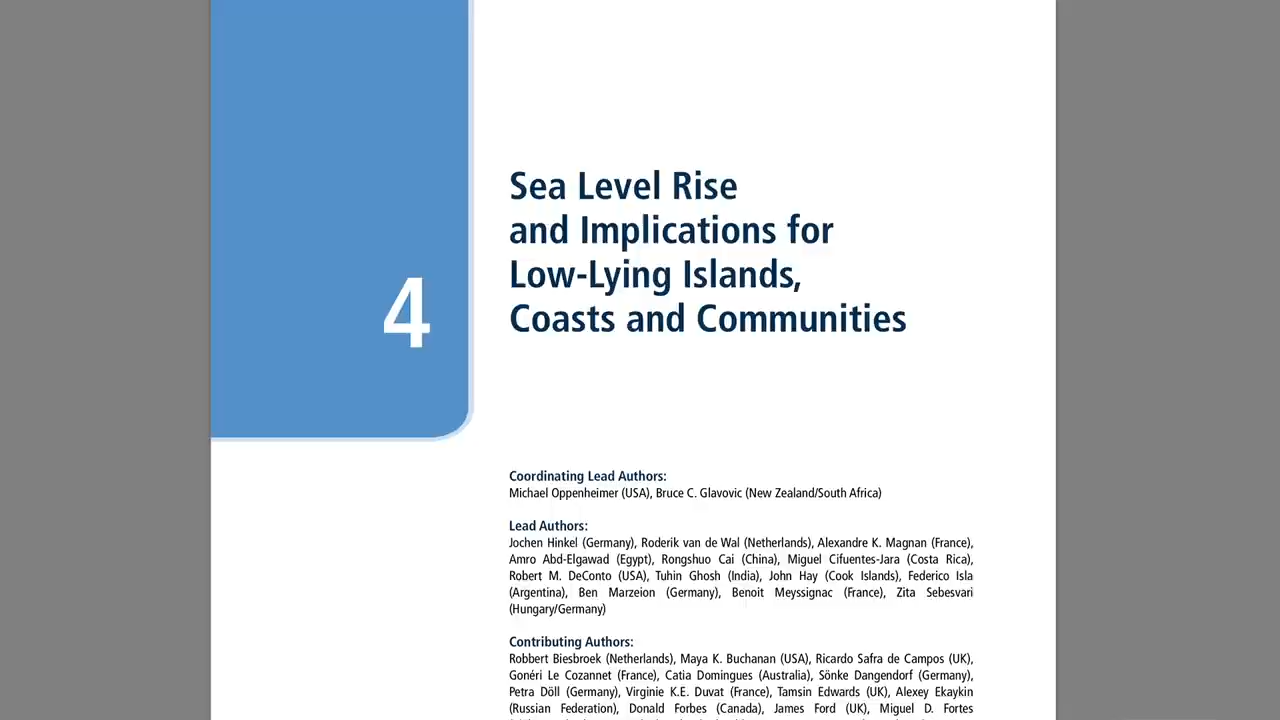 4
Sea Level Rise
and Implications for
Low-Lying Islands,
Coasts and Communities
Coordinating Lead Authors:
Michael Oppenheimer (USA), Bruce C. Glavovic (New Zealand/South Africa)
Lead Authors:
Jochen Hinkel (Germany), Roderik van de Wal (Netherlands), Alexandre K. Magnan (France),
Amro Abd-Elgawad (Egypt), Rongshuo Cai (China), Miguel Cifuentes-Jara (Costa Rica),
Robert M. DeConto (USA), Tuhin Ghosh (India), John Hay (Cook Islands), Federico Isla
(Argentina), Ben Marzeion (Germany), Benoit Meyssignac (France), Zita Sebesvari
(Hungary/Germany)
Contributing Authors:
Robbert Biesbroek (Netherlands), Maya K. Buchanan (USA), Ricardo Safra de Campos (UK),
Gonéri Le Cozannet (France), Catia Domingues (Australia), Sönke Dangendorf (Germany),
Petra Döll (Germany), Virginie K.E. Duvat (France), Tamsin Edwards (UK), Alexey Ekaykin
(Russian Federation), Donald Forbes (Canada), James Ford (UK), Miguel D. Fortes